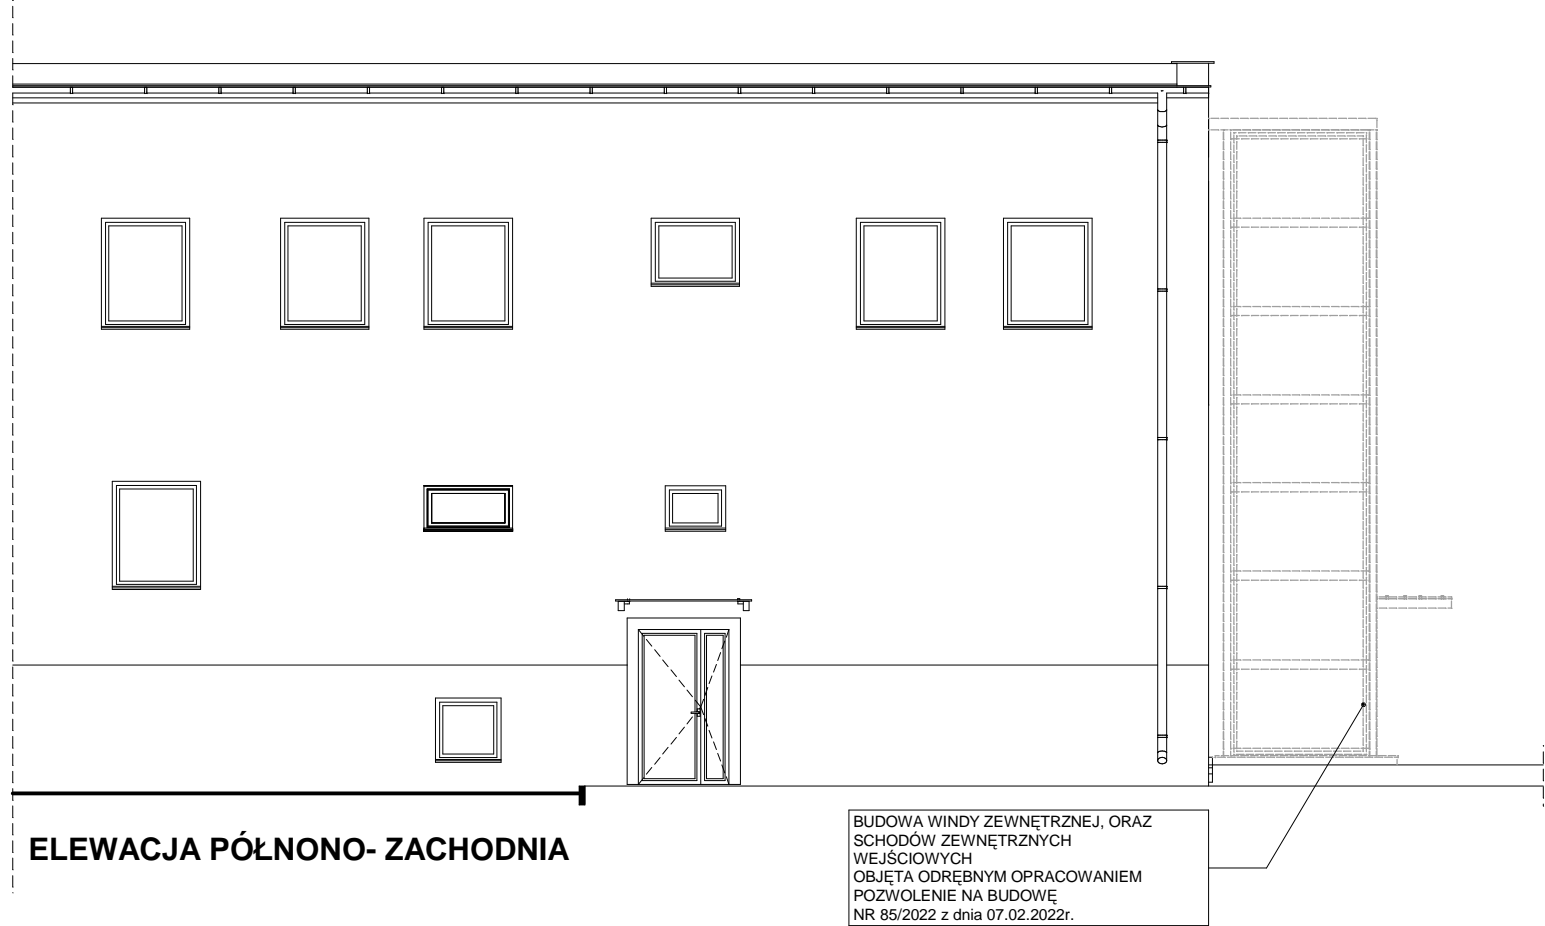 ELEWACJA PÓŁNONO- ZACHODNIA
BUDOWA WINDY ZEWNĘTRZNEJ, ORAZ
SCHODÓW ZEWNĘTRZNYCH
WEJŚCIOWYCH
OBJĘTA ODRĘBNYM OPRACOWANIEM
POZWOLENIE NA BUDOWĘ
NR 85/2022 z dnia 07.02.2022r.